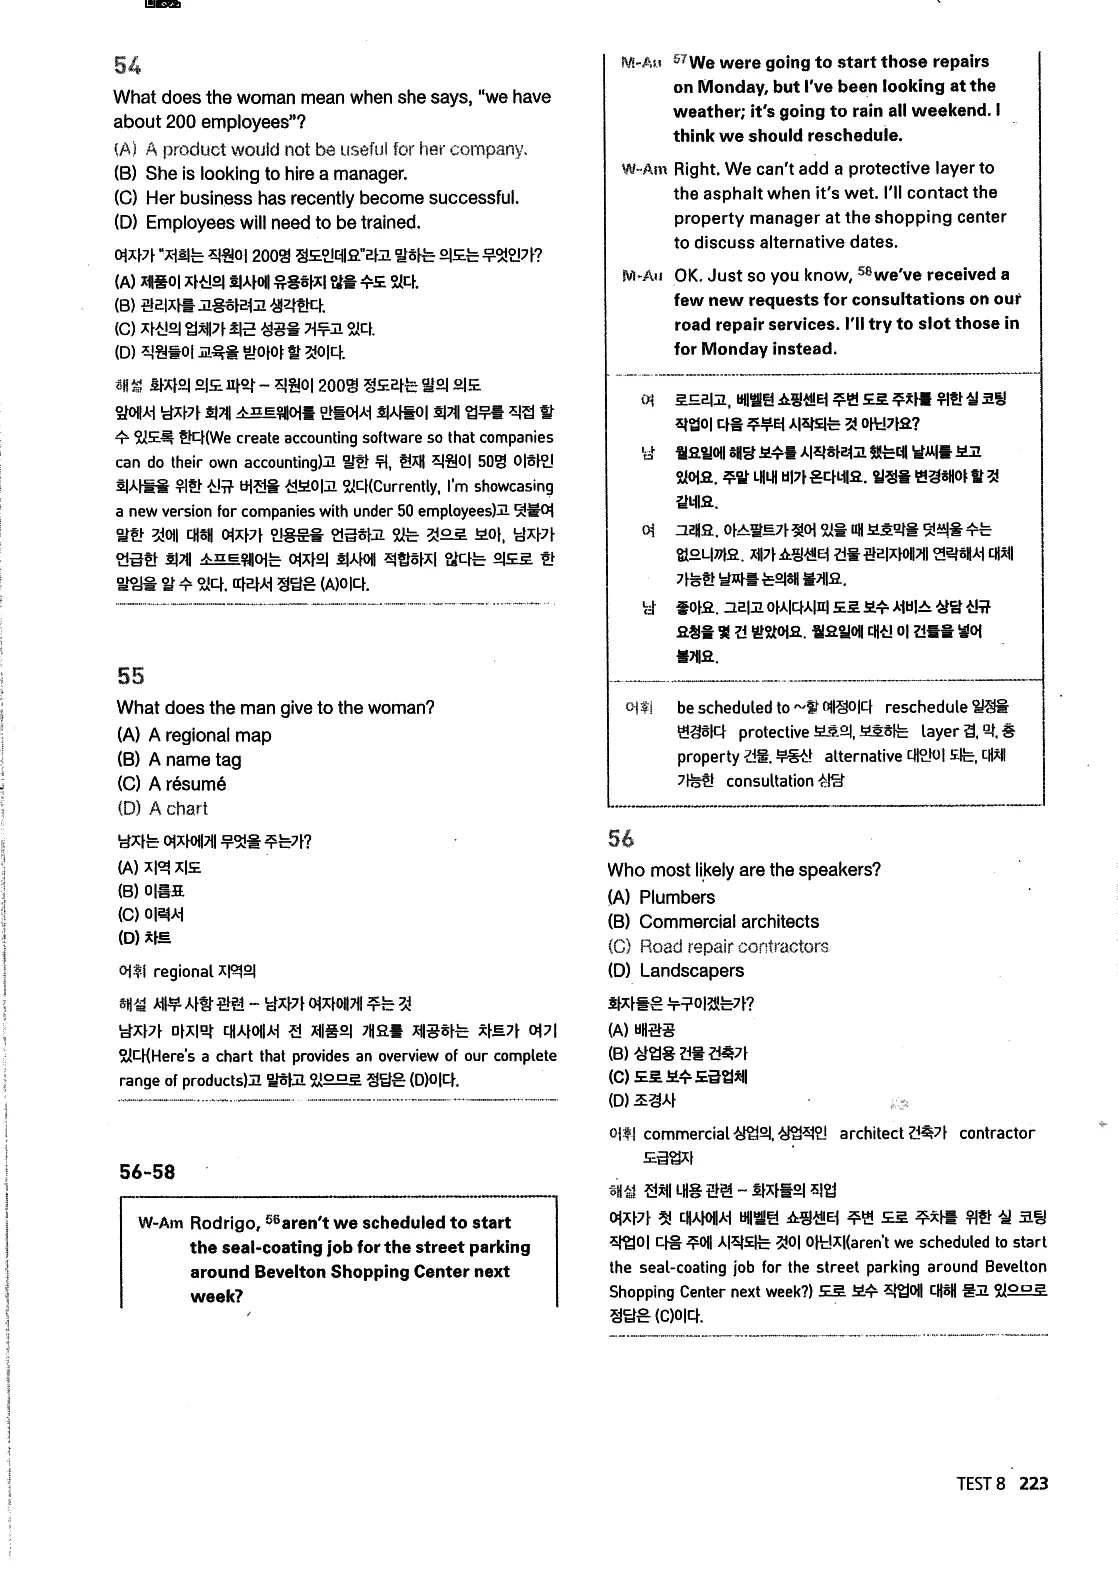 54
What does the woman mean when she says, "we have
about 200 employees"?
(A) A product would not be useful for her company.
(B) She is looking to hire a manager.
(C) Her business has recently become successful.
(D) Employees will need to be trained.
여자가 "저희는 직원이 200명 정도인데요"라고 말하는 의도는 무엇인가?
(A) 제품이 자신의 회사에 유용하지 않을 수도 있다.
(B) 관리자를 고용하려고 생각한다.
(C) 자신의 업체가 최근 성공을 거두고 있다.
(D) 직원들이 교육을 받아야 할 것이다.
해설 화자의 의도 파악 – 직원이 200명 정도라는 말의 의도
앞에서 남자가 회계 소프트웨어를 만들어서 회사들이 회계 업무를 직접 할
수 있도록 한다(We create accounting software so that companies
can do their own accounting)고 말한 뒤, 현재 직원이 50명 이하인
회사들을 위한 신규 버전을 선보이고 있다(Currently, I'm showcasing
a new version for companies with under 50 employees)고 덧붙여
말한 것에 대해 여자가 인용문을 언급하고 있는 것으로 보아, 남자가
언급한 회계 소프트웨어는 여자의 회사에 적합하지 않다는 의도로 한
말임을 알 수 있다. 따라서 정답은 (A)이다.
55
What does the man give to the woman?
(A) A regional map
(B) A name tag
(C) A résumé
(D) A chart
남자는 여자에게 무엇을 주는가?
(A) 지역 지도
(B) 이름표
(C) 이력서
(D) 차트
어휘 regional 지역의
해설 세부 사항 관련 – 남자가 여자에게 주는 것
남자가 마지막 대사에서 전 제품의 개요를 제공하는 차트가 여기
있다(Here's a chart that provides an overview of our complete
range of products)고 말하고 있으므로 정답은 (D)이다.
56-58
W-Am Rodrigo, 56aren't we scheduled to start
the seal-coating job for the street parking
around Bevelton Shopping Center next
week?
M-Au 57We were going to start those repairs
on Monday, but I've been looking at the
weather; it's going to rain all weekend. I
think we should reschedule.
W-Am Right. We can't add a protective layer to
the asphalt when it's wet. I'll contact the
property manager at the shopping center
to discuss alternative dates.
M-Au OK. Just so you know, 58we've received a
few new requests for consultations on our
road repair services. I'll try to slot those in
for Monday instead.
여 로드리고, 베벨턴 쇼핑센터 주변 도로 주차를 위한 실 코팅
작업이 다음 주부터 시작되는 것 아닌가요?
남 월요일에 해당 보수를 시작하려고 했는데 날씨를 보고
있어요. 주말 내내 비가 온다네요. 일정을 변경해야 할 것
같네요.
여 그래요. 아스팔트가 젖어 있을 때 보호막을 덧씌울 수는
없으니까요. 제가 쇼핑센터 건물 관리자에게 연락해서 대체
가능한 날짜를 논의해 볼게요.
남 좋아요. 그리고 아시다시피 도로 보수 서비스 상담 신규
요청을 몇 건 받았어요. 월요일에 대신 이 건들을 넣어
볼게요.
어휘 be scheduled to ~할 예정이다 reschedule 일정을
변경하다 protective 보호의, 보호하는 layer 겹, 막, 층
property 건물, 부동산 alternative 대안이 되는, 대체
가능한 consultation 상담
56
Who most likely are the speakers?
(A) Plumbers
(B) Commercial architects
(C) Road repair contractors
(D) Landscapers
화자들은 누구이겠는가?
(A) 배관공
(B) 상업용 건물 건축가
(C) 도로 보수 도급업체
(D) 조경사
어휘 commercial 상업의, 상업적인 architect 건축가 contractor
도급업자
해설 전체 내용 관련 – 화자들의 직업
여자가 첫 대사에서 베벨턴 쇼핑센터 주변 도로 주차를 위한 실 코팅
작업이 다음 주에 시작되는 것이 아닌지(aren't we scheduled to start
the seal-coating job for the street parking around Bevelton
Shopping Center next week?) 도로 보수 작업에 대해 묻고 있으므로
정답은 (C)이다.
TEST 8 223